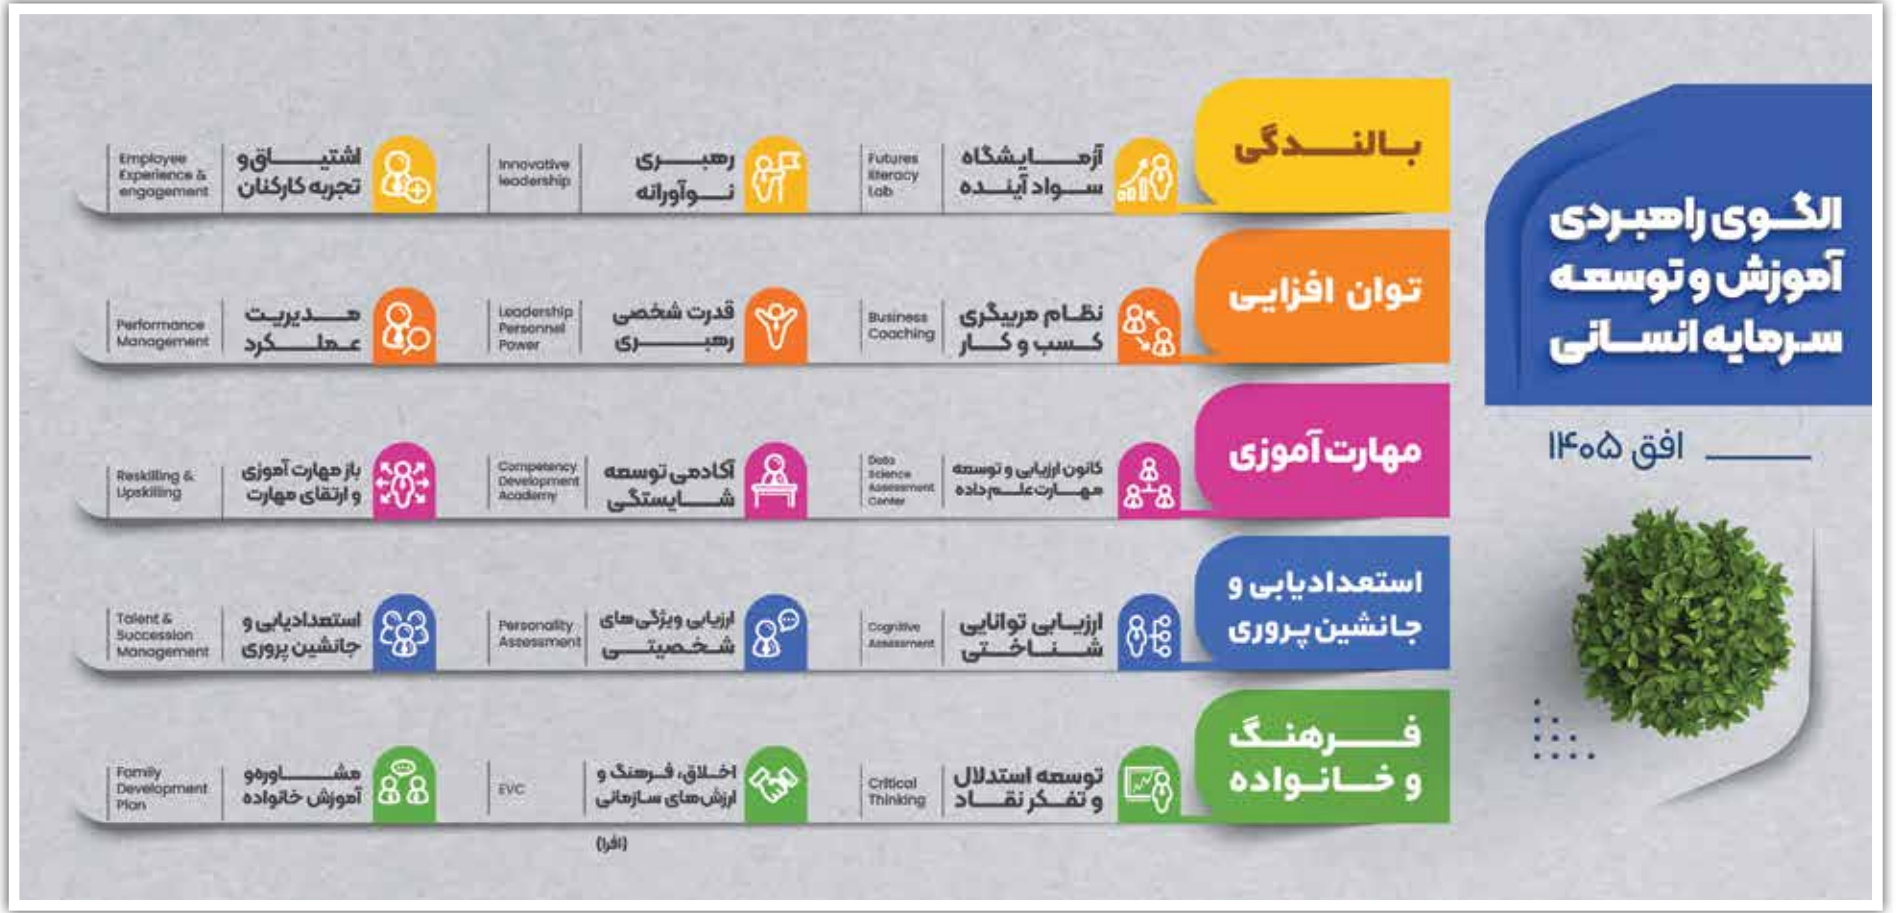 الگوی راهبردی
آموزش و توسعه
سرمایه انسانی
افق ۱۴۰۵
بالندگی
آزمایشگاه
سواد آینده
Futures
literacy
Lab
رهبری
نوآورانه
Innovative
leadership
اشتیاق و
تجربه کارکنان
Employee
Experience &
engagement
توان افزایی
نظام مربیگری
کسب و کار
Business
Coaching
قدرت شخصی
رهبری
Leadership
Personnel
Power
مدیریت
عملکرد
Performance
Management
مهارت آموزی
کانون ارزیابی و توسعه
مهارت علم داده
Data
Science
Assessment
Center
آکادمی توسعه
شایستگی
Competency
Development
Academy
باز مهارت آموزی
و ارتقای مهارت
Reskilling &
Upskilling
استعدادیابی و
جانشین پروری
ارزیابی توانایی
شناختی
Cognitive
Assessment
ارزیابی ویژگی های
شخصیتی
Personality
Assessment
استعدادیابی و
جانشین پروری
Talent &
Succession
Management
فرهنگ
و خانواده
توسعه استدلال
و تفکر نقاد
Critical
Thinking
اخلاق، فرهنگ و
ارزش های سازمانی
(افرا)
EVC
مشاوره و
آموزش خانواده
Family
Development
Plan